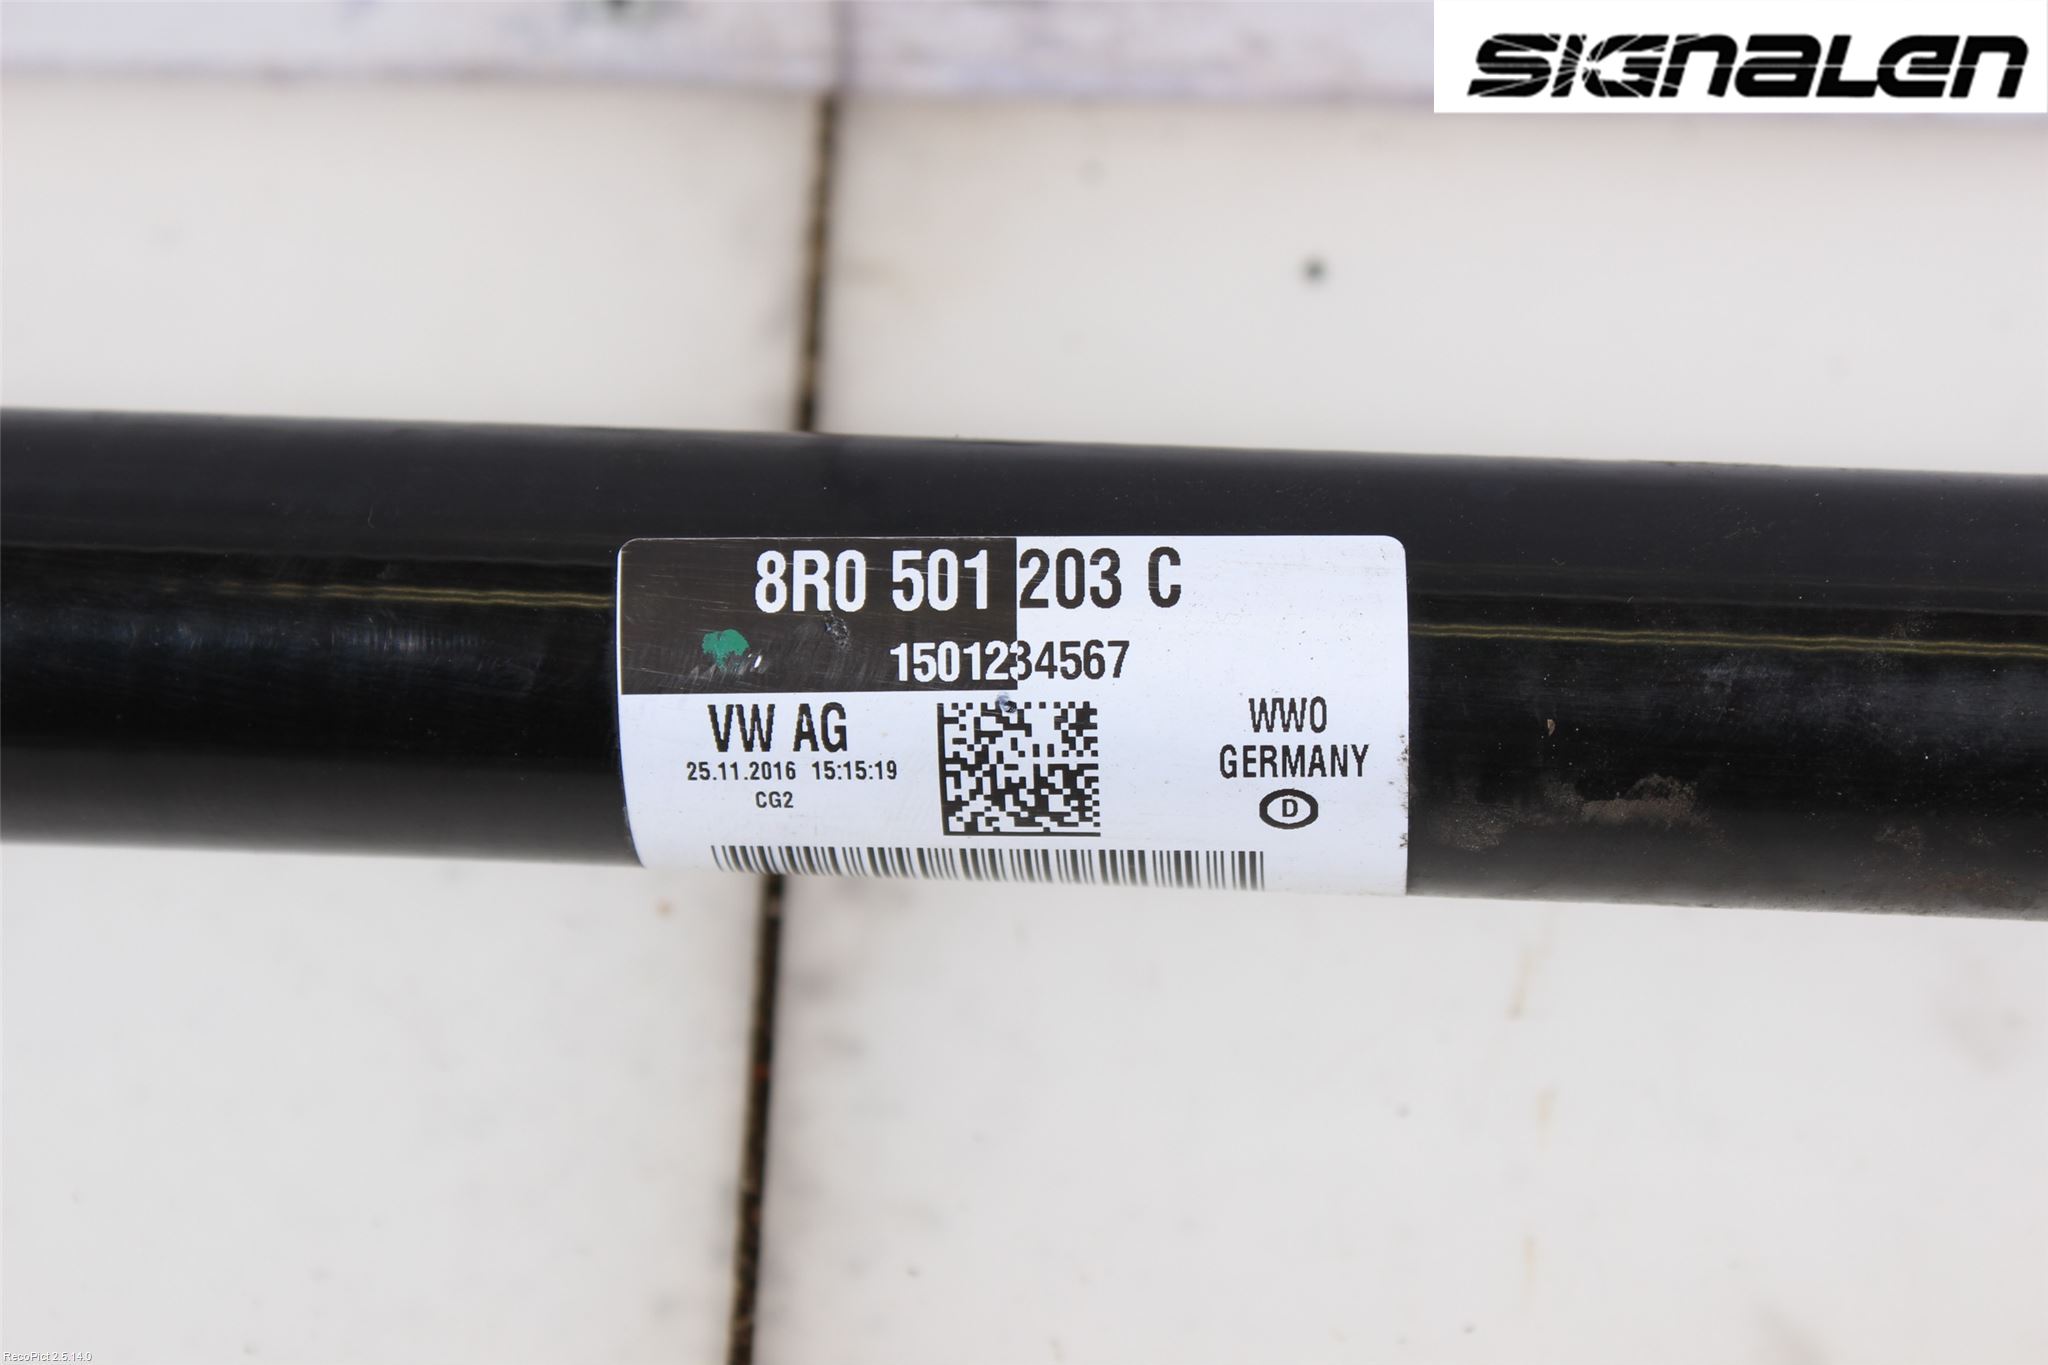 SIGNALEN
8R0 501 203 C
1501234567
VW AG
25.11.2016 15:15:19
CG2
WWO
GERMANY
D
RecoPict 2.5.14.0